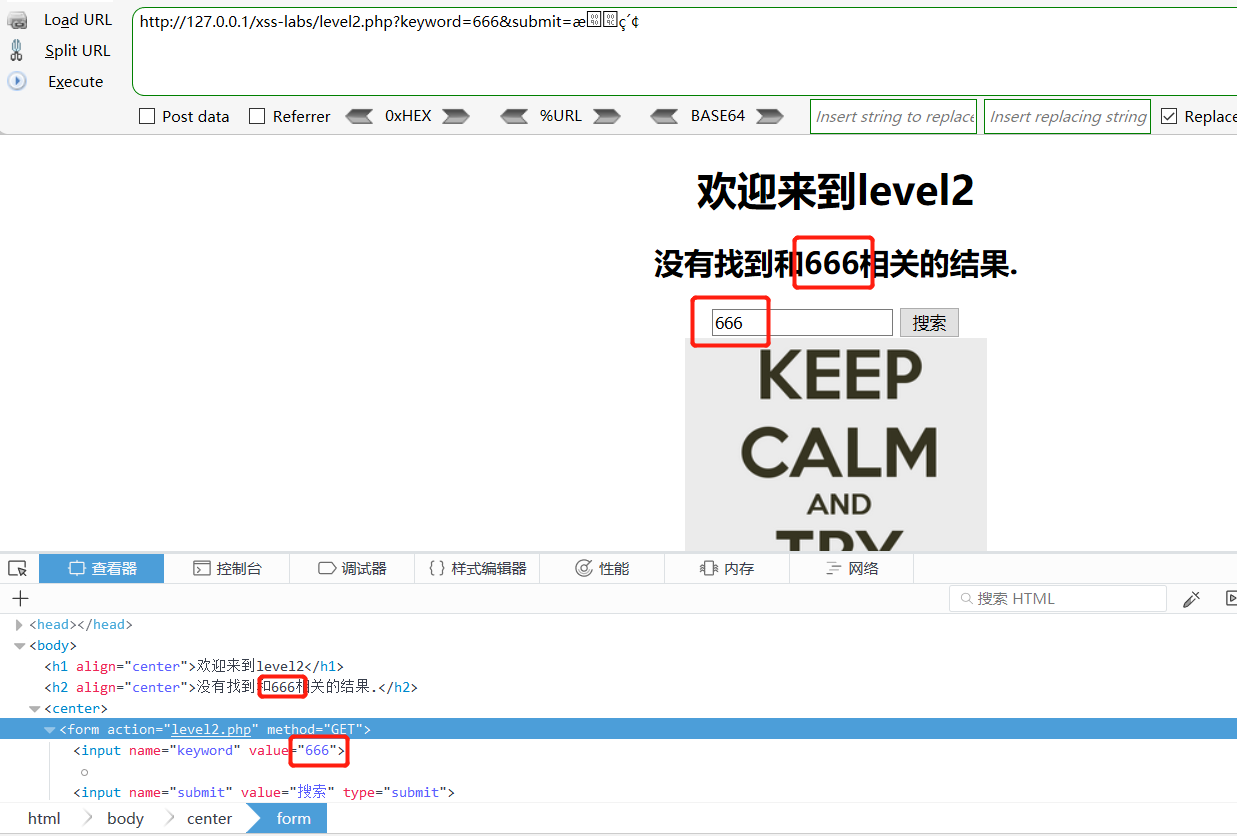 Load URL
http://127.0.0.1/xss-labs/level2.php?keyword=666&submit=æç´¢
Split URL
Execute
Post data Referrer 0xHEX %URL BASE64 Insert string to replace Insert replacing string Replace
欢迎来到level2
没有找到和666相关的结果.
666 搜索
KEEP
CALM
AND
TRY
查看器 控制台 调试器 {} 样式编辑器 性能 内存 网络
搜索 HTML
<head></head>
<body>
<h1 align="center">欢迎来到level2</h1>
<h2 align="center">没有找到和666相关的结果.</h2>
<center>
<form action="level2.php" method="GET">
<input name="keyword" value="666">
<input name="submit" value="搜索" type="submit">
html body center form